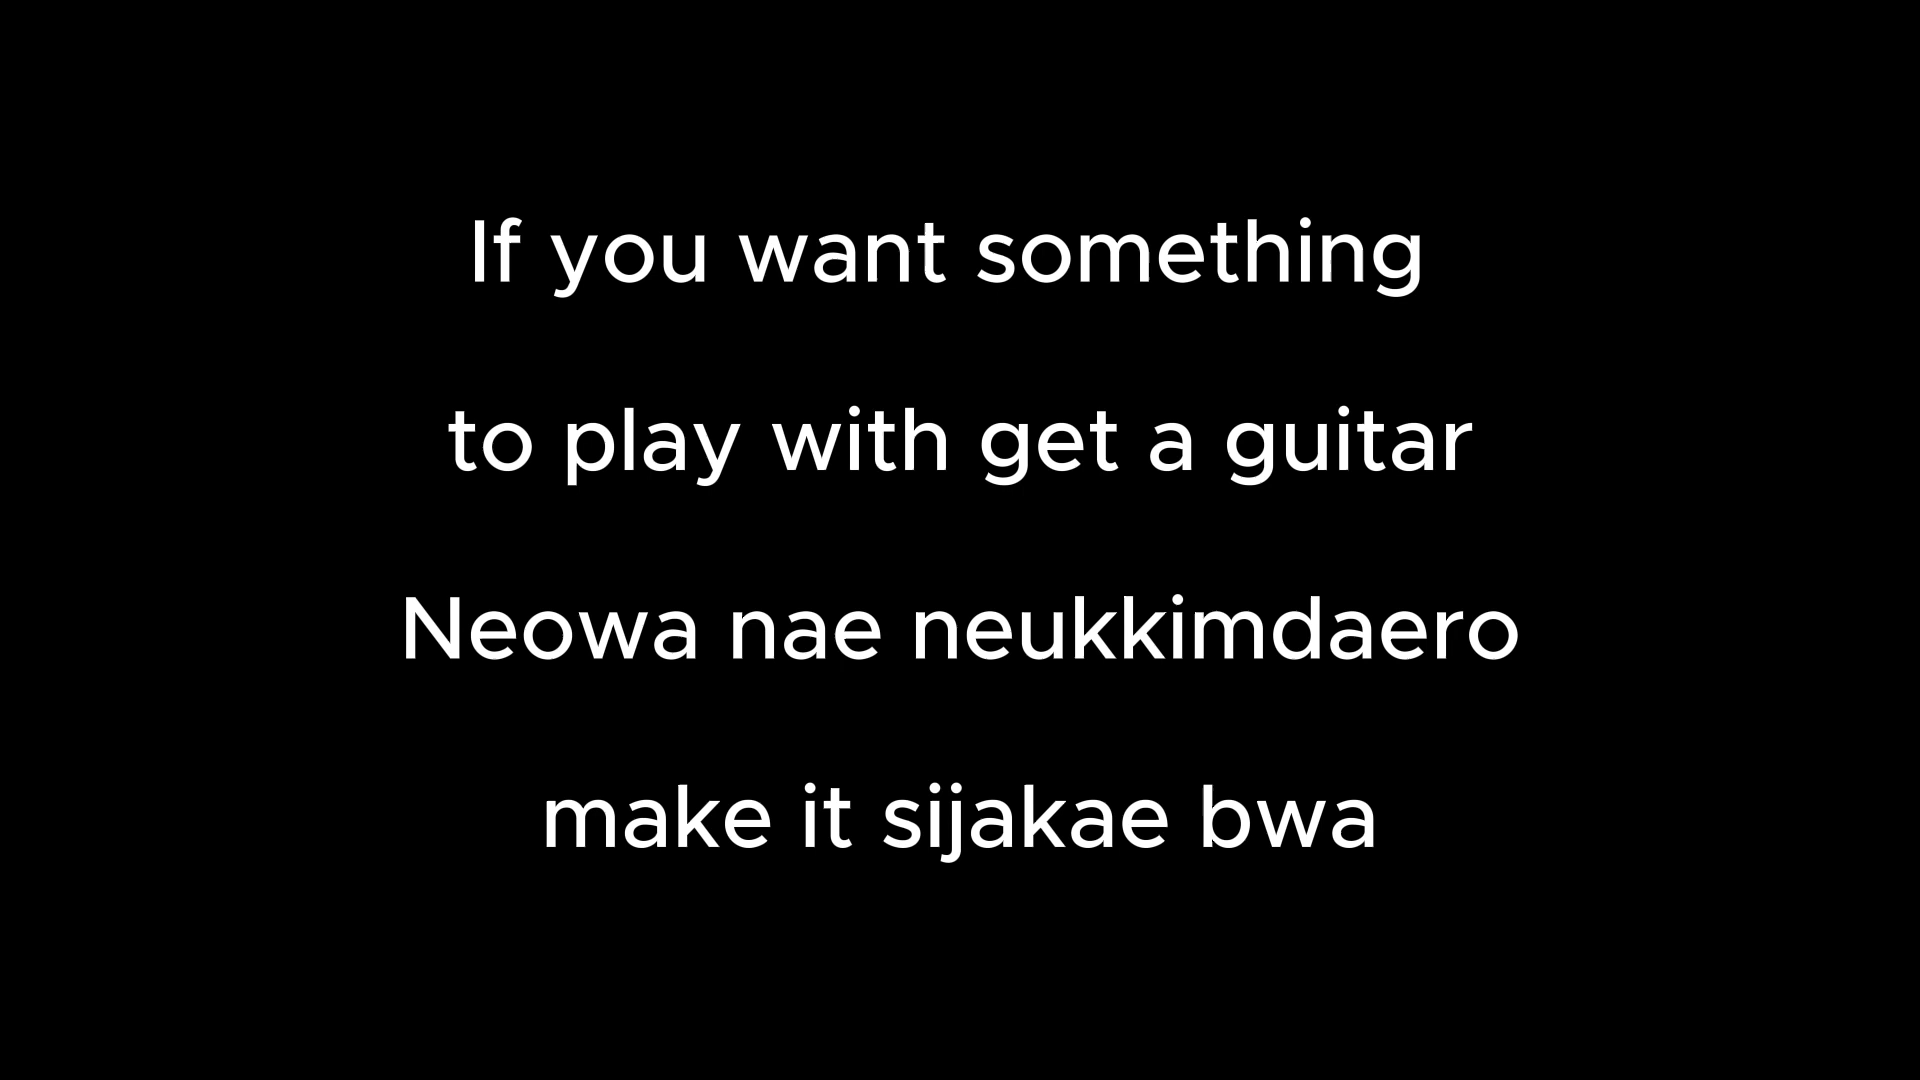 If you want something
to play with get a guitar
Neowa nae neukkimdaero
make it sijakae bwa